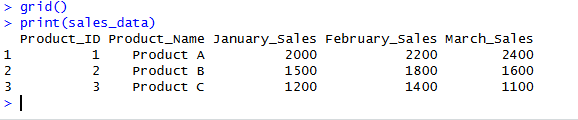 > grid()
> print(sales_data)
  Product_ID Product_Name January_Sales February_Sales March_Sales
1          1    Product A          2000           2200        2400
2          2    Product B          1500           1800        1600
3          3    Product C          1200           1400        1100
>